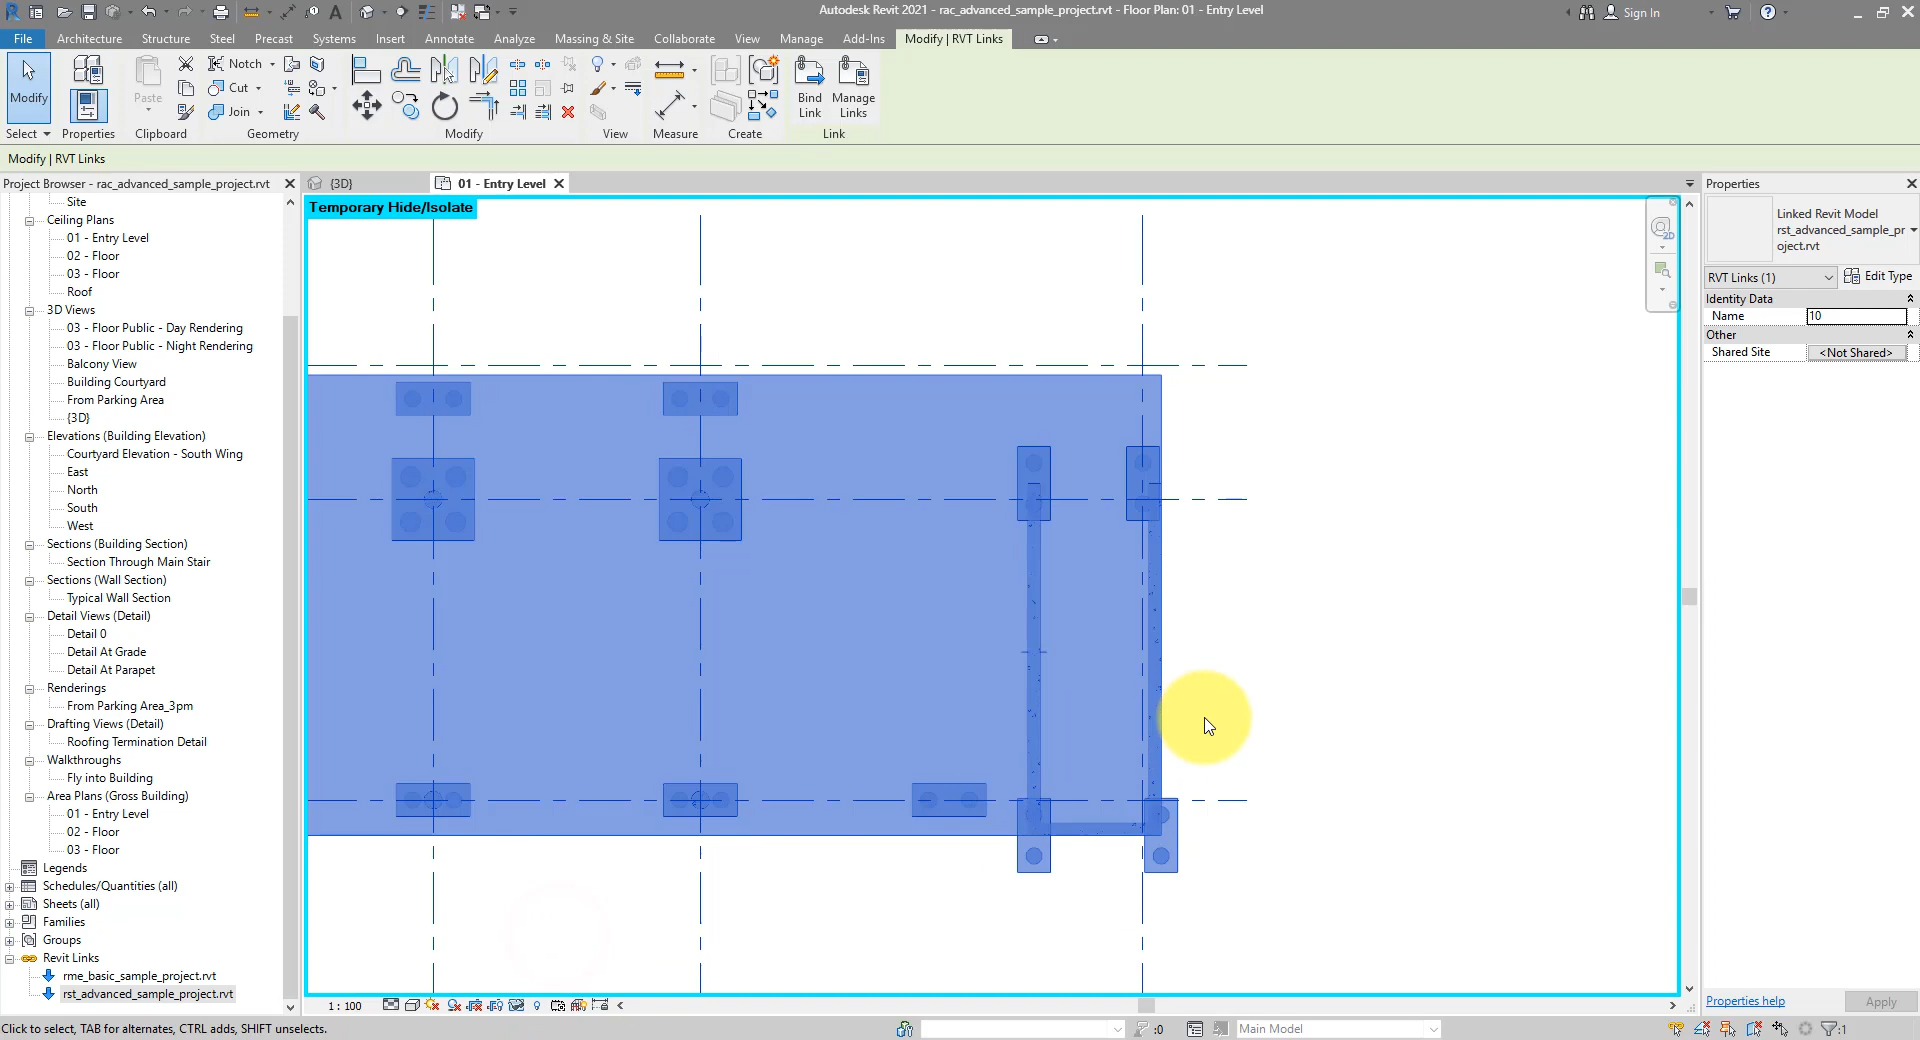 Autodesk Revit 2021 - rac_advanced_sample_project.rvt - Floor Plan: 01 - Entry Level
Sign In
File Architecture Structure Steel Precast Systems Insert Annotate Analyze Massing & Site Collaborate View Manage Add-Ins Modify | RVT Links
Modify
Paste
Notch
Cut
Join
Bind Link
Manage Links
Select Properties Clipboard Geometry Modify View Measure Create Link
Modify | RVT Links
Project Browser - rac_advanced_sample_project.rvt
{3D}
01 - Entry Level
Properties
Site
Ceiling Plans
01 - Entry Level
02 - Floor
03 - Floor
Roof
3D Views
03 - Floor Public - Day Rendering
03 - Floor Public - Night Rendering
Balcony View
Building Courtyard
From Parking Area
{3D}
Elevations (Building Elevation)
Courtyard Elevation - South Wing
East
North
South
West
Sections (Building Section)
Section Through Main Stair
Sections (Wall Section)
Typical Wall Section
Detail Views (Detail)
Detail 0
Detail At Grade
Detail At Parapet
Renderings
From Parking Area_3pm
Drafting Views (Detail)
Roofing Termination Detail
Walkthroughs
Fly into Building
Area Plans (Gross Building)
01 - Entry Level
02 - Floor
03 - Floor
Legends
Schedules/Quantities (all)
Sheets (all)
Families
Groups
Revit Links
rme_basic_sample_project.rvt
rst_advanced_sample_project.rvt
Temporary Hide/Isolate
2D
Linked Revit Model
rst_advanced_sample_pr
oject.rvt
RVT Links (1)
Edit Type
Identity Data
Name 10
Other
Shared Site <Not Shared>
Properties help
Apply
1 : 100
Click to select, TAB for alternates, CTRL adds, SHIFT unselects.
:0
Main Model
:1